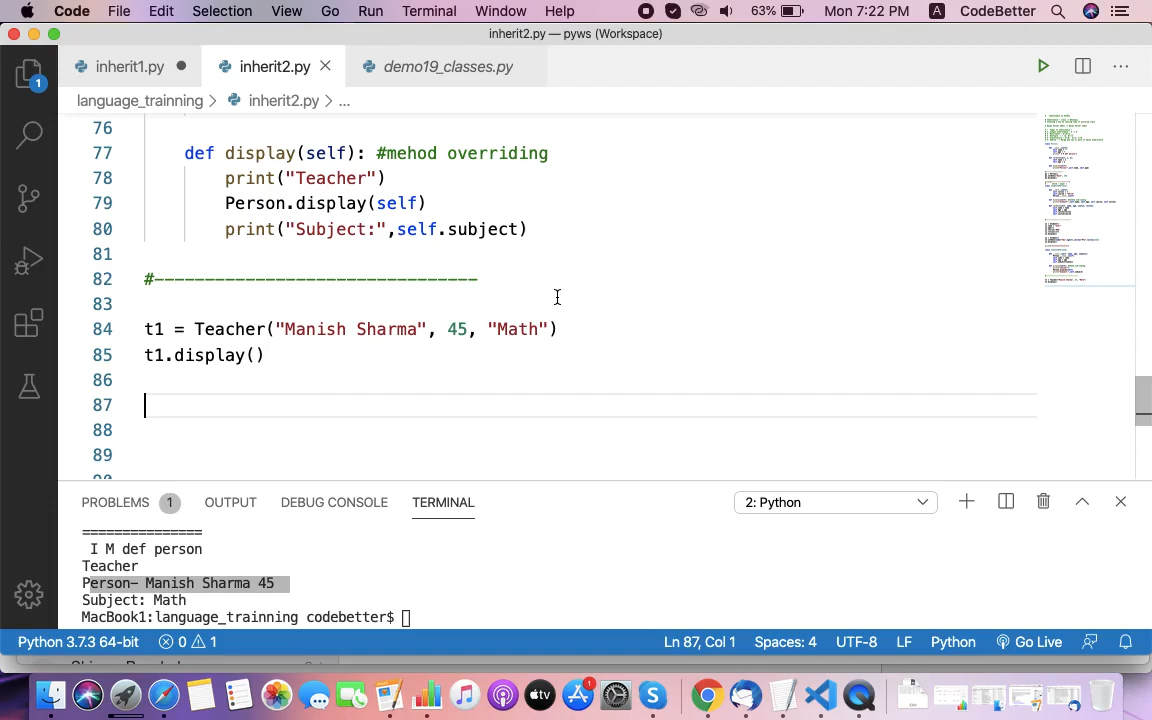 Code File Edit Selection View Go Run Terminal Window Help 63% Mon 7:22 PM A CodeBetter
inherit2.py — pyws (Workspace)
1
inherit1.py inherit2.py demo19_classes.py
language_trainning > inherit2.py > ...
76
77 def display(self): #mehod overriding
78 print("Teacher")
79 Person.display(self)
80 print("Subject:",self.subject)
81
82 #--------------------------------
83
84 t1 = Teacher("Manish Sharma", 45, "Math")
85 t1.display()
86
87
88
89
PROBLEMS 1 OUTPUT DEBUG CONSOLE TERMINAL 2: Python
===============
I M def person
Teacher
Person- Manish Sharma 45
Subject: Math
MacBook1:language_trainning codebetter$
Python 3.7.3 64-bit 0 1 Ln 87, Col 1 Spaces: 4 UTF-8 LF Python Go Live
tv 1